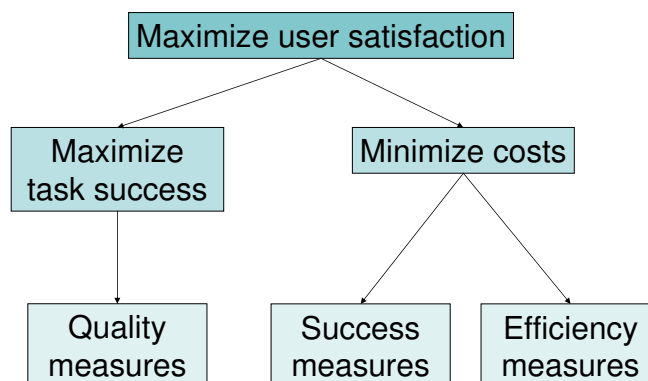 Maximize user satisfaction
Maximize
task success
Minimize costs
Quality
measures
Success
measures
Efficiency
measures